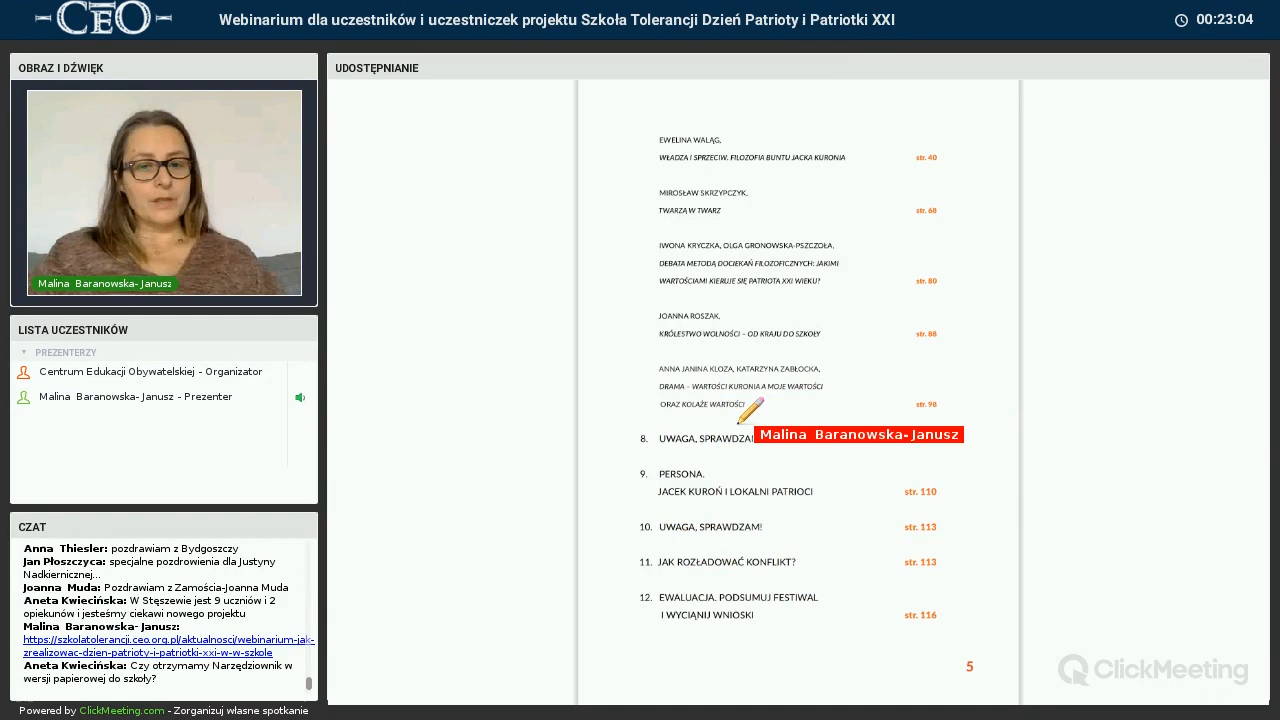 CEO
Webinarium dla uczestników i uczestniczek projektu Szkoła Tolerancji Dzień Patrioty i Patriotki XXI
00:23:04
OBRAZ I DŹWIĘK
Malina Baranowska- Janusz
LISTA UCZESTNIKÓW
PREZENTERZY
Centrum Edukacji Obywatelskiej - Organizator
Malina Baranowska- Janusz - Prezenter
CZAT
Anna Thiesler: pozdrawiam z Bydgoszczy
Jan Płoszczyca: specjalne pozdrowienia dla Justyny
Nadkiernicznej...
Joanna Muda: Pozdrawiam z Zamościa-Joanna Muda
Aneta Kwiecińska: W Stęszewie jest 9 uczniów i 2
opiekunów i jesteśmy ciekawi nowego projektu
Malina Baranowska- Janusz:
https://szkolatolerancji.ceo.org.pl/aktualnosci/webinarium-jak-
zrealizowac-dzien-patrioty-i-patriotki-xxi-w-w-szkole
Aneta Kwiecińska: Czy otrzymamy Narzędziownik w
wersji papierowej do szkoły?
Powered by ClickMeeting.com - Zorganizuj własne spotkanie
UDOSTĘPNIANIE
EWELINA WALĄG,
WŁADZA I SPRZECIW. FILOZOFIA BUNTU JACKA KURONIA str. 40
MIROSŁAW SKRZYPCZYK,
TWARZĄ W TWARZ str. 68
IWONA KRYCZKA, OLGA GRONOWSKA-PSZCZOŁA,
DEBATA METODĄ DOCIEKAŃ FILOZOFICZNYCH: JAKIMI
WARTOŚCIAMI KIERUJE SIĘ PATRIOTA XXI WIEKU? str. 80
JOANNA ROSZAK,
KRÓLESTWO WOLNOŚCI – OD KRAJU DO SZKOŁY str. 88
ANNA JANINA KLOZA, KATARZYNA ZABŁOCKA,
DRAMA – WARTOŚCI KURONIA A MOJE WARTOŚCI
ORAZ KOLAŻE WARTOŚCI str. 98
Malina Baranowska- Janusz
8. UWAGA, SPRAWDZA
9. PERSONA.
JACEK KUROŃ I LOKALNI PATRIOCI str. 110
10. UWAGA, SPRAWDZAM! str. 113
11. JAK ROZŁADOWAĆ KONFLIKT? str. 113
12. EWALUACJA. PODSUMUJ FESTIWAL
I WYCIĄNIJ WNIOSKI str. 116
5
ClickMeeting